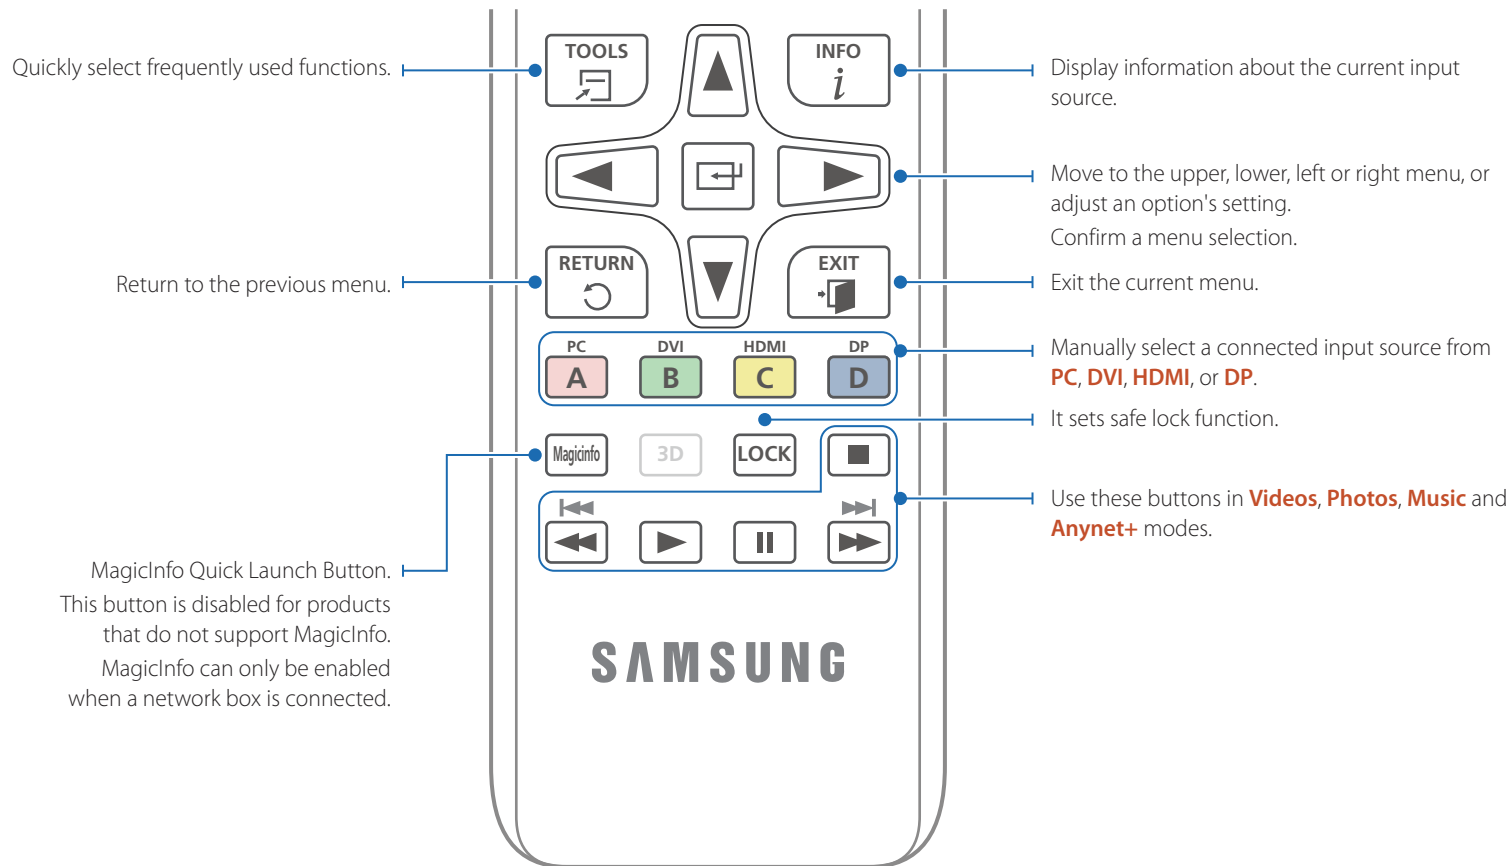 TOOLS
INFO
i
Quickly select frequently used functions.
Display information about the current input
source.
Move to the upper, lower, left or right menu, or
adjust an option's setting.
Confirm a menu selection.
RETURN
EXIT
Return to the previous menu.
Exit the current menu.
PC DVI HDMI DP
A B C D
Manually select a connected input source from
PC, DVI, HDMI, or DP.
It sets safe lock function.
Magicinfo 3D LOCK
Use these buttons in Videos, Photos, Music and
Anynet+ modes.
MagicInfo Quick Launch Button.
This button is disabled for products
that do not support MagicInfo.
MagicInfo can only be enabled
when a network box is connected.
SAMSUNG